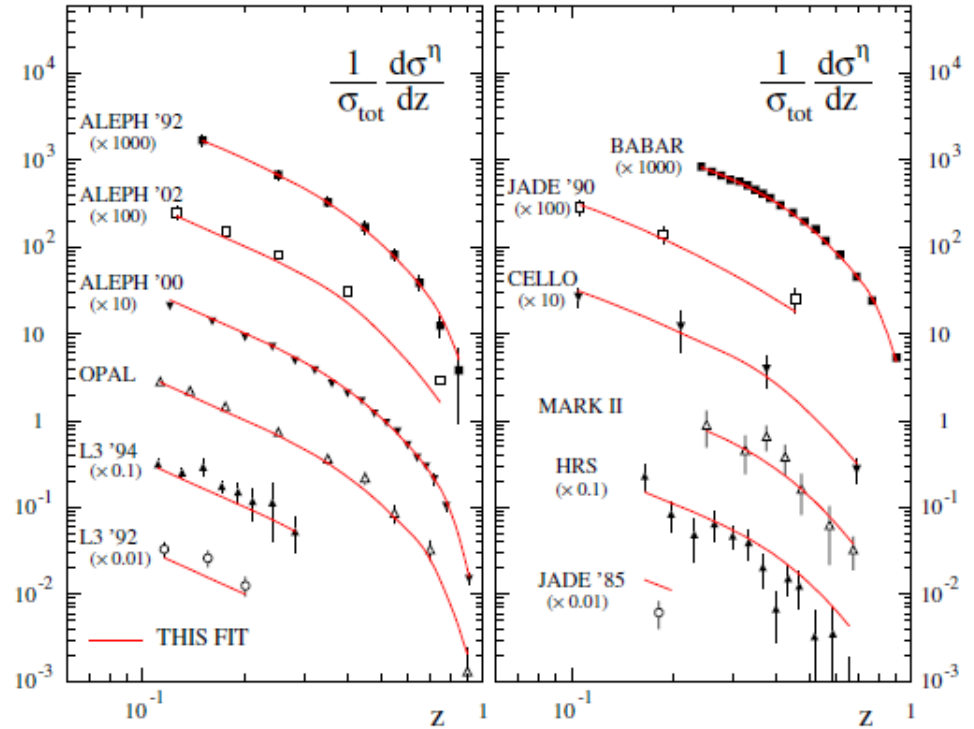 1/σ_tot dσ^η/dz
10^4
10^3
10^2
10
1
10^-1
10^-2
10^-3
ALEPH '92
(× 1000)
ALEPH '02
(× 100)
ALEPH '00
(× 10)
OPAL
L3 '94
(× 0.1)
L3 '92
(× 0.01)
THIS FIT
10^-1
z
1
1/σ_tot dσ^η/dz
BABAR
(× 1000)
JADE '90
(× 100)
CELLO
(× 10)
MARK II
HRS
(× 0.1)
JADE '85
(× 0.01)
10^-1
z
1
10^4
10^3
10^2
10
1
10^-1
10^-2
10^-3